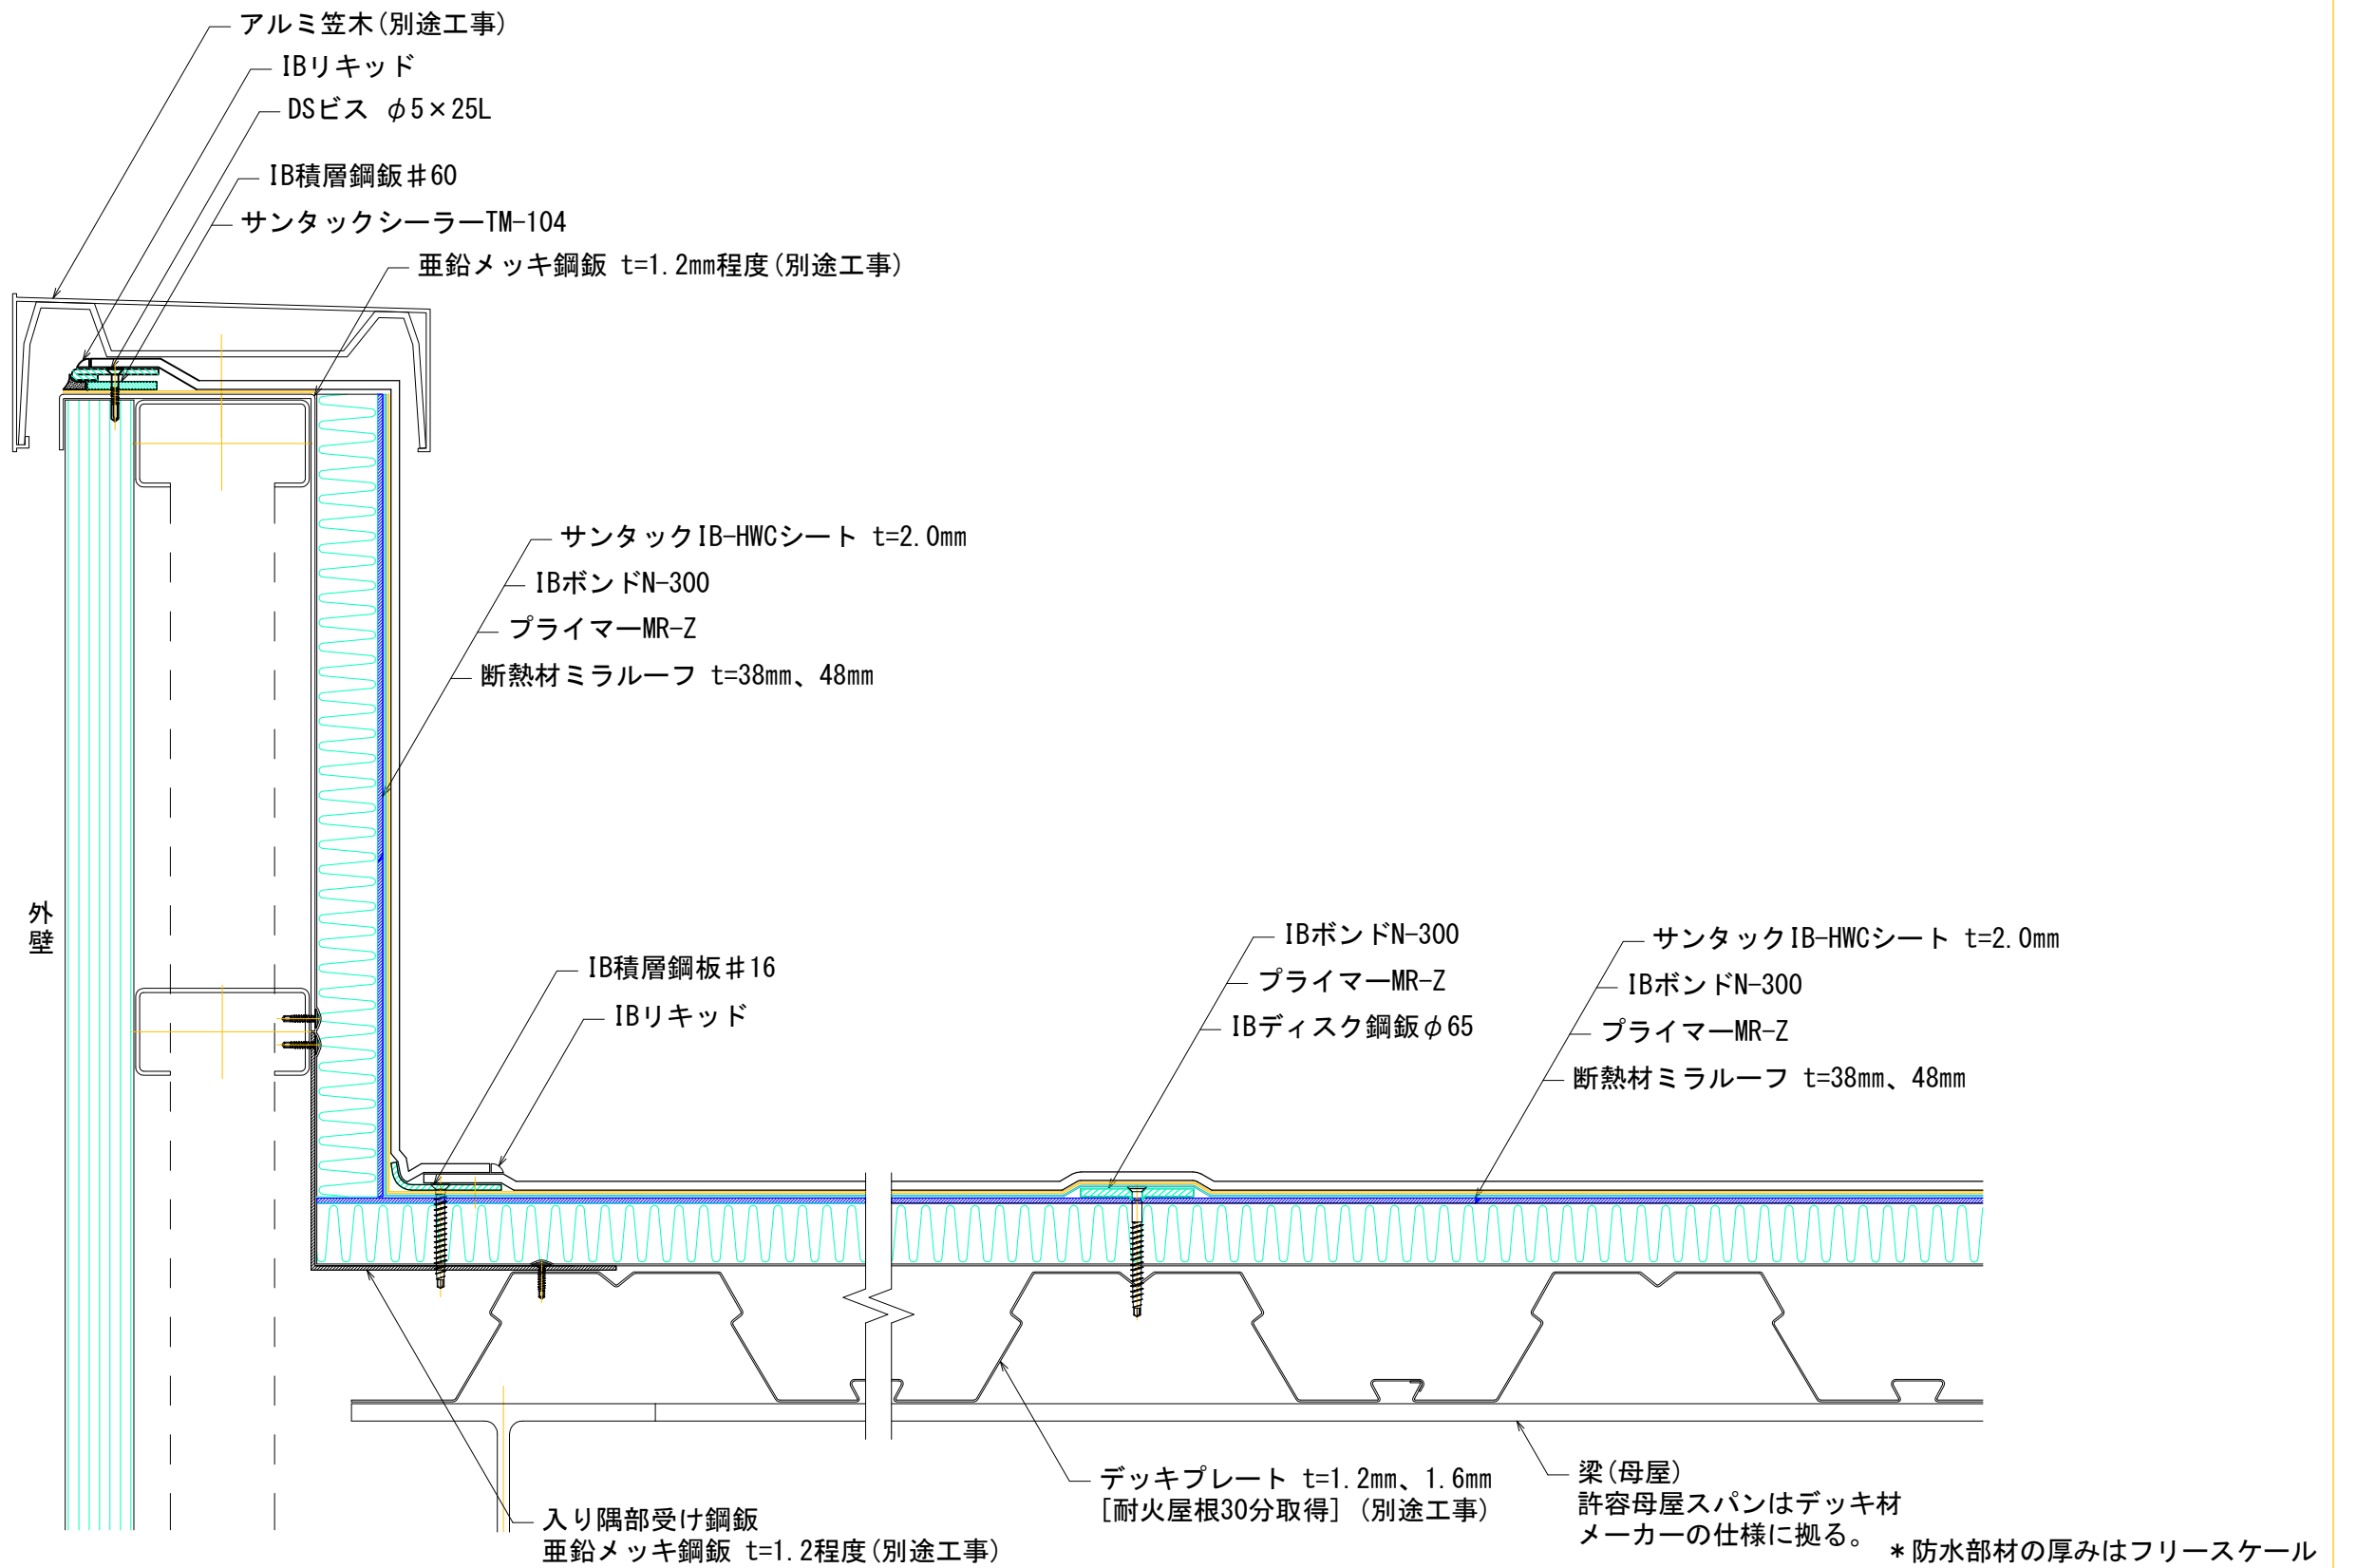 アルミ笠木(別途工事)
IBリキッド
DSビス φ5×25L
IB積層鋼鈑♯60
サンタックシーラーTM-104
亜鉛メッキ鋼鈑 t=1.2mm程度(別途工事)
サンタックIB-HWCシート t=2.0mm
IBボンドN-300
プライマーMR-Z
断熱材ミラルーフ t=38mm、48mm
外壁
IB積層鋼板♯16
IBリキッド
IBボンドN-300
プライマーMR-Z
IBディスク鋼鈑φ65
サンタックIB-HWCシート t=2.0mm
IBボンドN-300
プライマーMR-Z
断熱材ミラルーフ t=38mm、48mm
入り隅部受け鋼鈑
亜鉛メッキ鋼鈑 t=1.2程度(別途工事)
デッキプレート t=1.2mm、1.6mm
[耐火屋根30分取得] (別途工事)
梁(母屋)
許容母屋スパンはデッキ材
メーカーの仕様に拠る。
*防水部材の厚みはフリースケール